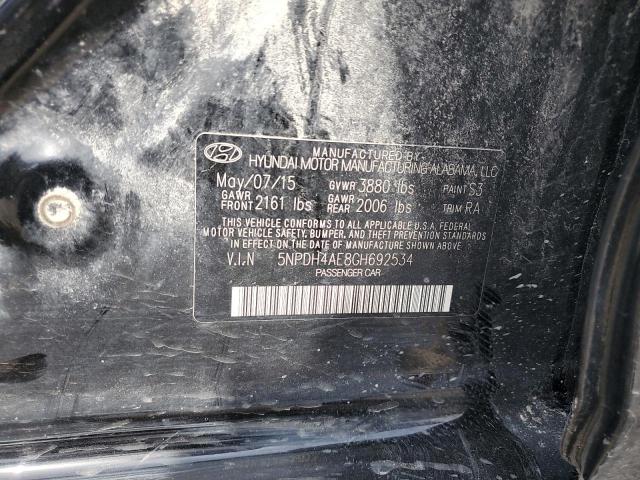 MANUFACTURED BY
HYUNDAI MOTOR MANUFACTURING ALABAMA, LLC
May/07/15 GVWR 3880 lbs PAINT S3
GAWR FRONT 2161 lbs GAWR REAR 2006 lbs TRIM RA
THIS VEHICLE CONFORMS TO ALL APPLICABLE U.S.A. FEDERAL
MOTOR VEHICLE SAFETY, BUMPER, AND THEFT PREVENTION STANDARDS
IN EFFECT ON THE DATE OF MANUFACTURE SHOWN ABOVE
V.I.N 5NPDH4AE8GH692534
PASSENGER CAR